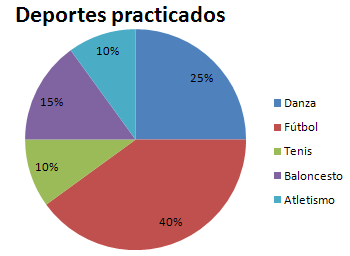 Deportes practicados
10%
25%
15%
10%
40%
Danza
Fútbol
Tenis
Baloncesto
Atletismo